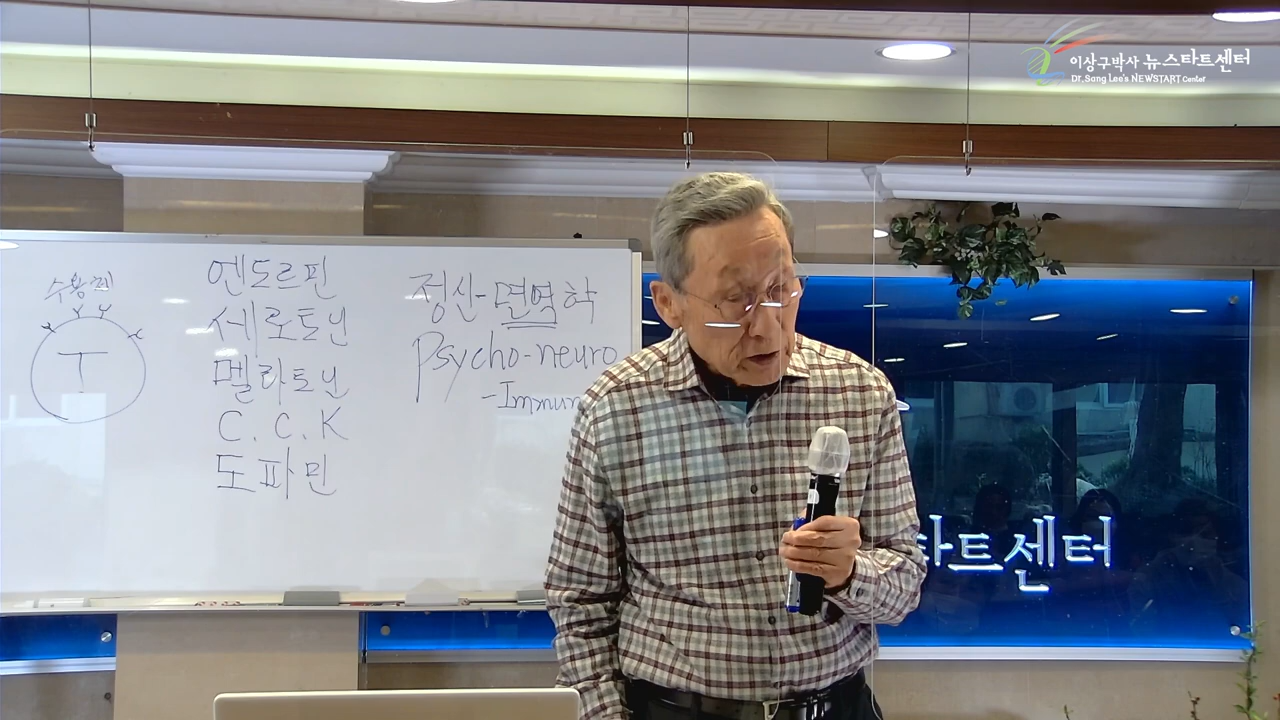 이상구박사 뉴스타트센터
Dr. Sang Lee's NEWSTART Center
수용체
T
엔도르핀
세로토닌
멜라토닌
C.C.K
도파민
정신-면역학
Psycho-neuro
-Immun
타트센터